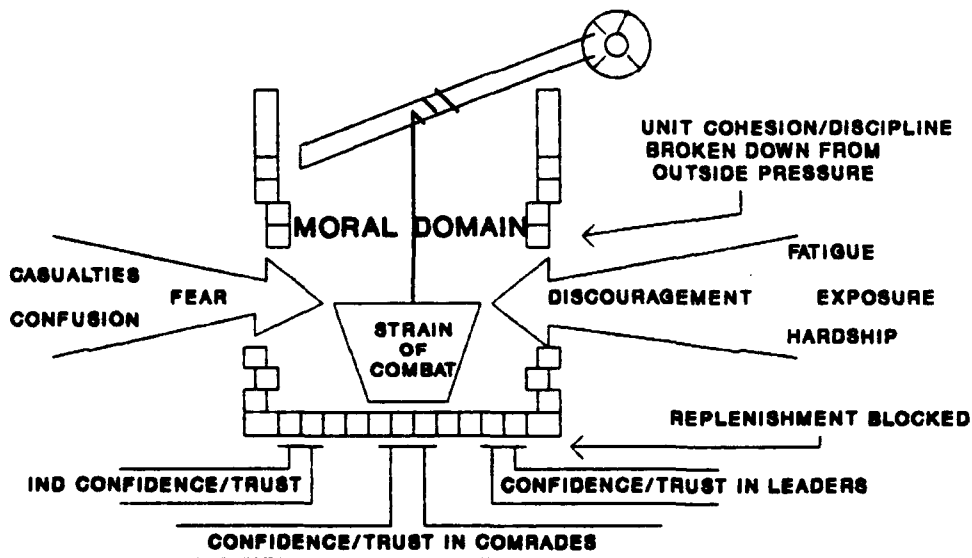 UNIT COHESION/DISCIPLINE
BROKEN DOWN FROM
OUTSIDE PRESSURE
MORAL DOMAIN
CASUALTIES
FEAR
CONFUSION
FATIGUE
DISCOURAGEMENT
EXPOSURE
HARDSHIP
STRAIN
OF
COMBAT
REPLENISHMENT BLOCKED
IND CONFIDENCE/TRUST
CONFIDENCE/TRUST IN LEADERS
CONFIDENCE/TRUST IN COMRADES